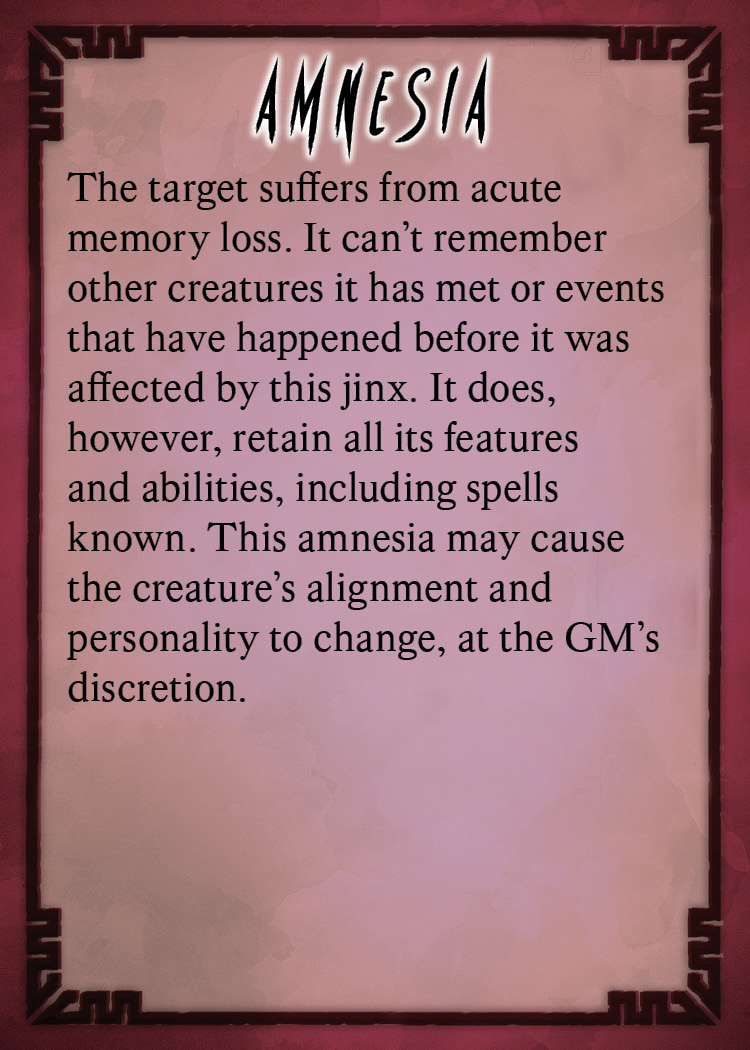 AMNESIA
The target suffers from acute
memory loss. It can’t remember
other creatures it has met or events
that have happened before it was
affected by this jinx. It does,
however, retain all its features
and abilities, including spells
known. This amnesia may cause
the creature’s alignment and
personality to change, at the GM’s
discretion.